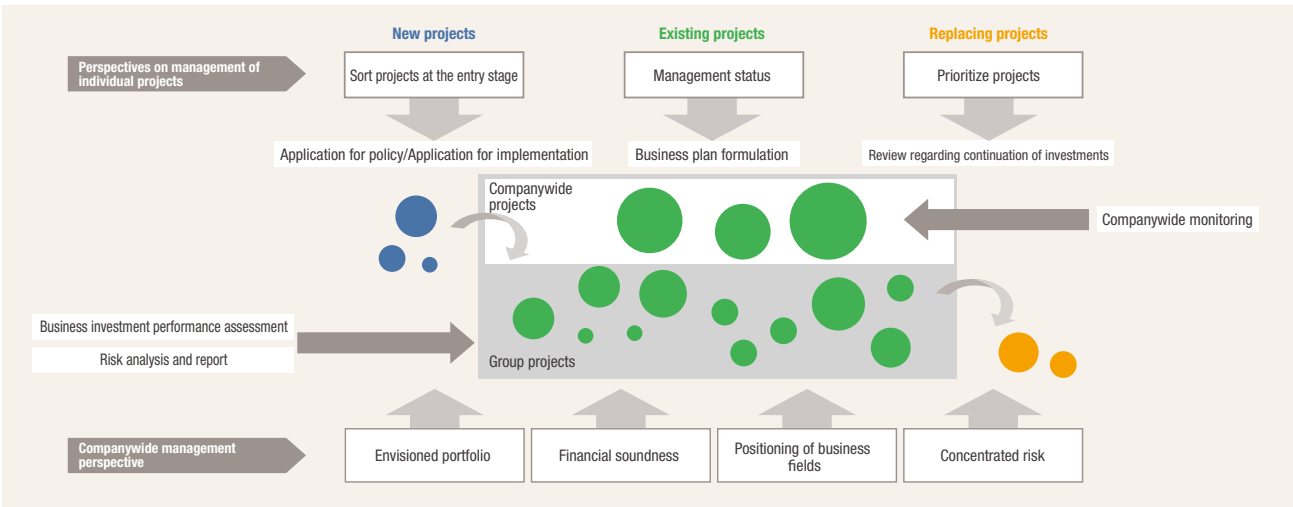 New projects
Existing projects
Replacing projects
Perspectives on management of
individual projects
Sort projects at the entry stage
Management status
Prioritize projects
Application for policy/Application for implementation
Business plan formulation
Review regarding continuation of investments
Companywide
projects
Companywide monitoring
Business investment performance assessment
Risk analysis and report
Group projects
Companywide management
perspective
Envisioned portfolio
Financial soundness
Positioning of business
fields
Concentrated risk